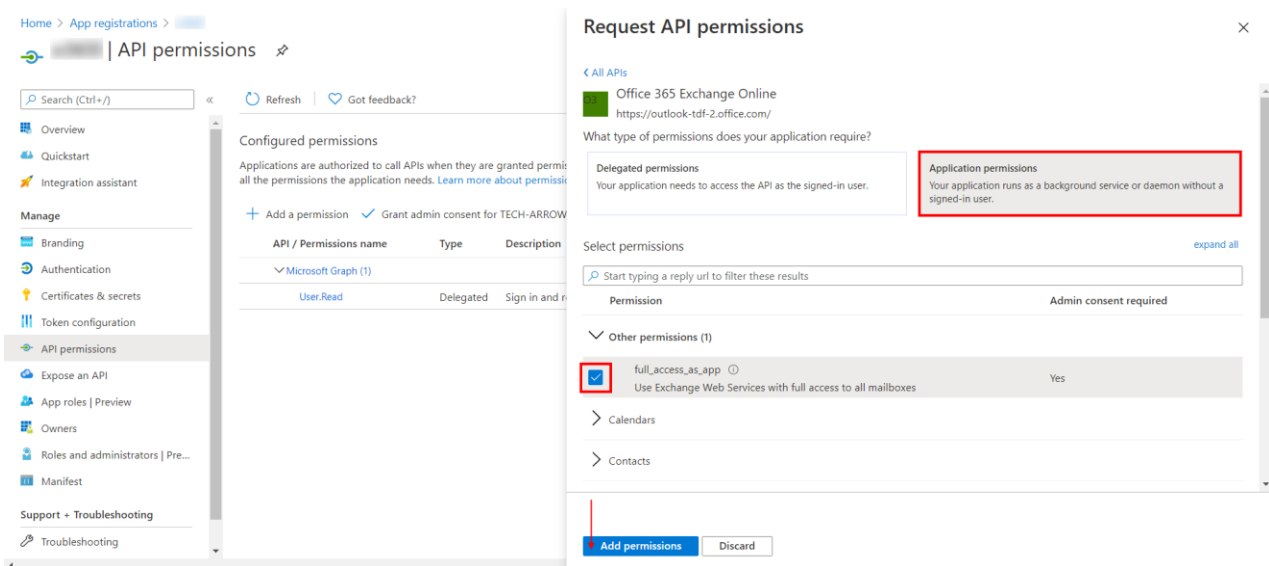 Home > App registrations >
| API permissions
Search (Ctrl+/)
«
Overview
Quickstart
Integration assistant
Manage
Branding
Authentication
Certificates & secrets
Token configuration
API permissions
Expose an API
App roles | Preview
Owners
Roles and administrators | Pre...
Manifest
Support + Troubleshooting
Troubleshooting
Refresh
Got feedback?
Configured permissions
Applications are authorized to call APIs when they are granted permis
all the permissions the application needs. Learn more about permissi
+ Add a permission
Grant admin consent for TECH-ARROW
API / Permissions name Type Description
Microsoft Graph (1)
User.Read Delegated Sign in and r
Request API permissions
All APIs
Office 365 Exchange Online
https://outlook-tdf-2.office.com/
What type of permissions does your application require?
Delegated permissions
Your application needs to access the API as the signed-in user.
Application permissions
Your application runs as a background service or daemon without a
signed-in user.
Select permissions
expand all
Start typing a reply url to filter these results
Permission Admin consent required
Other permissions (1)
full_access_as_app
Use Exchange Web Services with full access to all mailboxes
Yes
Calendars
Contacts
Add permissions
Discard